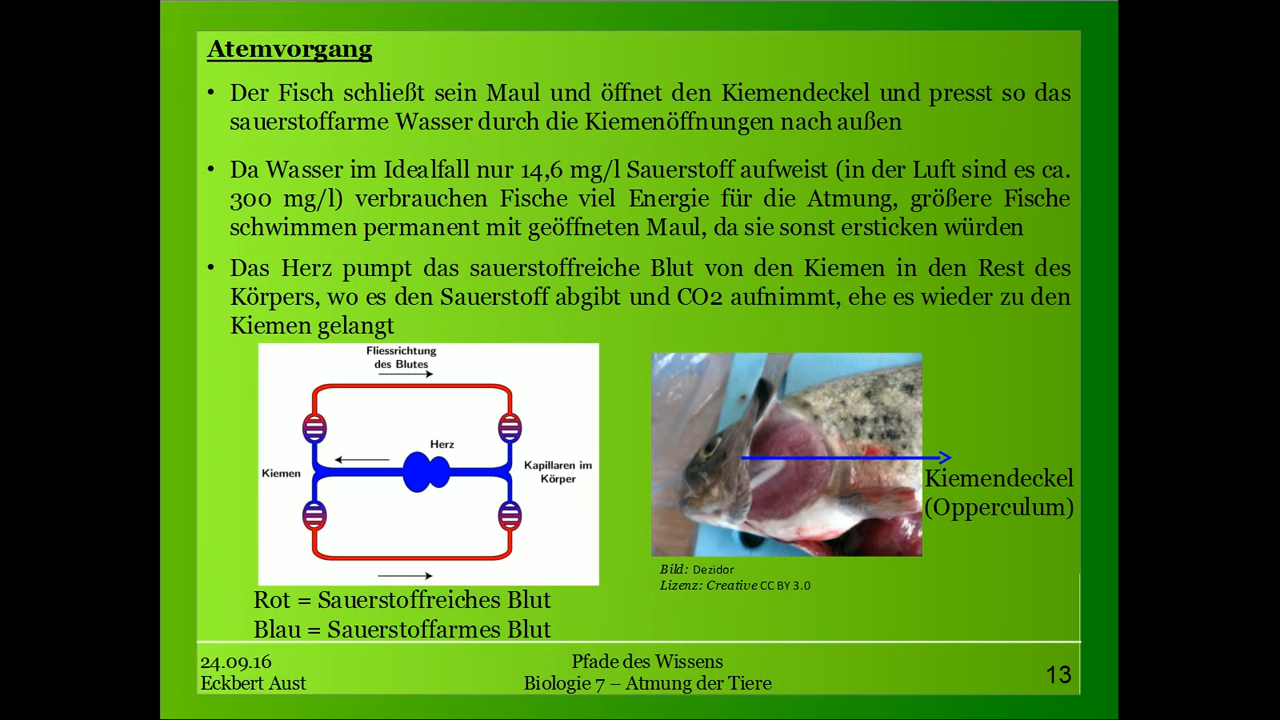 Atemvorgang
• Der Fisch schließt sein Maul und öffnet den Kiemendeckel und presst so das
sauerstoffarme Wasser durch die Kiemenöffnungen nach außen
• Da Wasser im Idealfall nur 14,6 mg/l Sauerstoff aufweist (in der Luft sind es ca.
300 mg/l) verbrauchen Fische viel Energie für die Atmung, größere Fische
schwimmen permanent mit geöffneten Maul, da sie sonst ersticken würden
• Das Herz pumpt das sauerstoffreiche Blut von den Kiemen in den Rest des
Körpers, wo es den Sauerstoff abgibt und CO2 aufnimmt, ehe es wieder zu den
Kiemen gelangt
Fliessrichtung
des Blutes
Herz
Kiemen
Kapillaren im
Körper
Rot = Sauerstoffreiches Blut
Blau = Sauerstoffarmes Blut
Kiemendeckel
(Opperculum)
Bild: Dezidor
Lizenz: Creative CC BY 3.0
24.09.16
Eckbert Aust
Pfade des Wissens
Biologie 7 – Atmung der Tiere
13